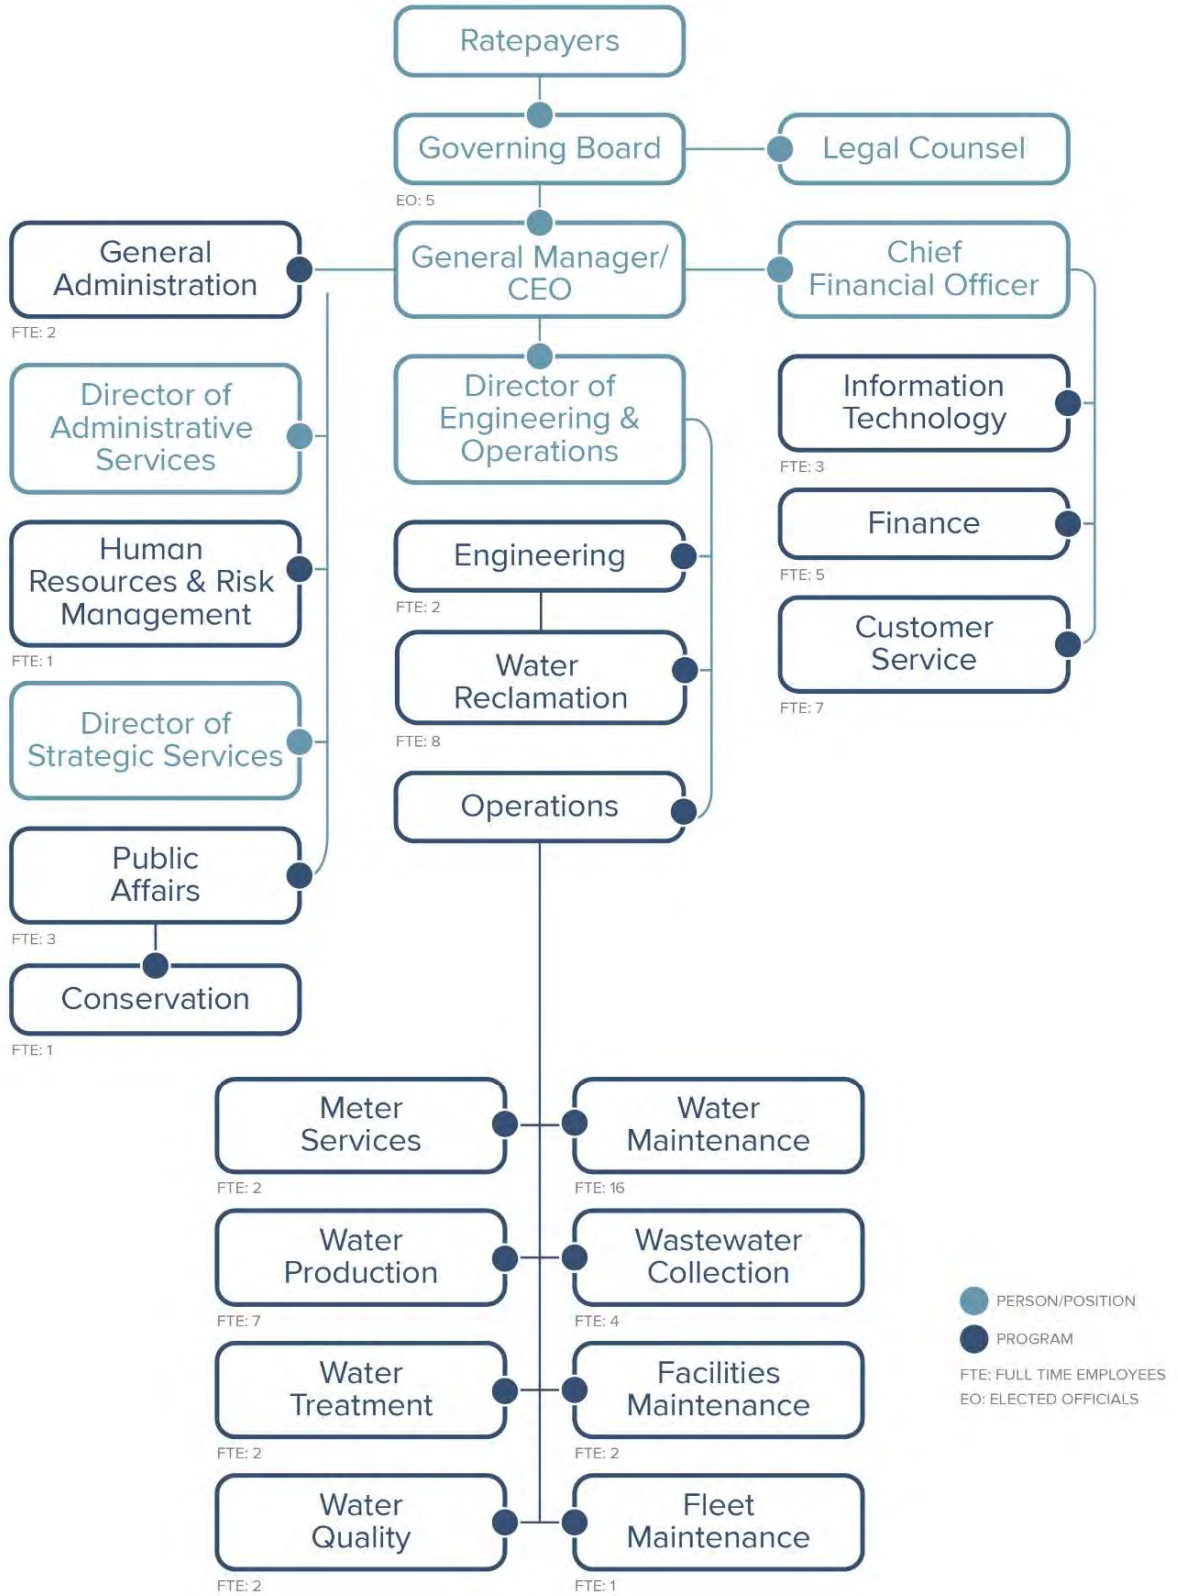 Ratepayers
Governing Board
Legal Counsel
EO: 5
General
Administration
FTE: 2
General Manager/
CEO
Chief
Financial Officer
Director of
Administrative
Services
Human
Resources & Risk
Management
FTE: 1
Director of
Strategic Services
Public
Affairs
FTE: 3
Conservation
FTE: 1
Director of
Engineering &
Operations
Engineering
FTE: 2
Water
Reclamation
FTE: 8
Operations
Information
Technology
FTE: 3
Finance
FTE: 5
Customer
Service
FTE: 7
Meter
Services
FTE: 2
Water
Maintenance
FTE: 16
Water
Production
FTE: 7
Wastewater
Collection
FTE: 4
Water
Treatment
FTE: 2
Facilities
Maintenance
FTE: 2
Water
Quality
FTE: 2
Fleet
Maintenance
FTE: 1
PERSON/POSITION
PROGRAM
FTE: FULL TIME EMPLOYEES
EO: ELECTED OFFICIALS